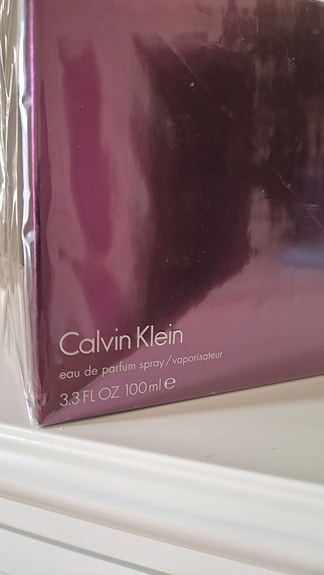 Calvin Klein
eau de parfum spray/vaporisateur
3.3 FL OZ 100 ml ℮